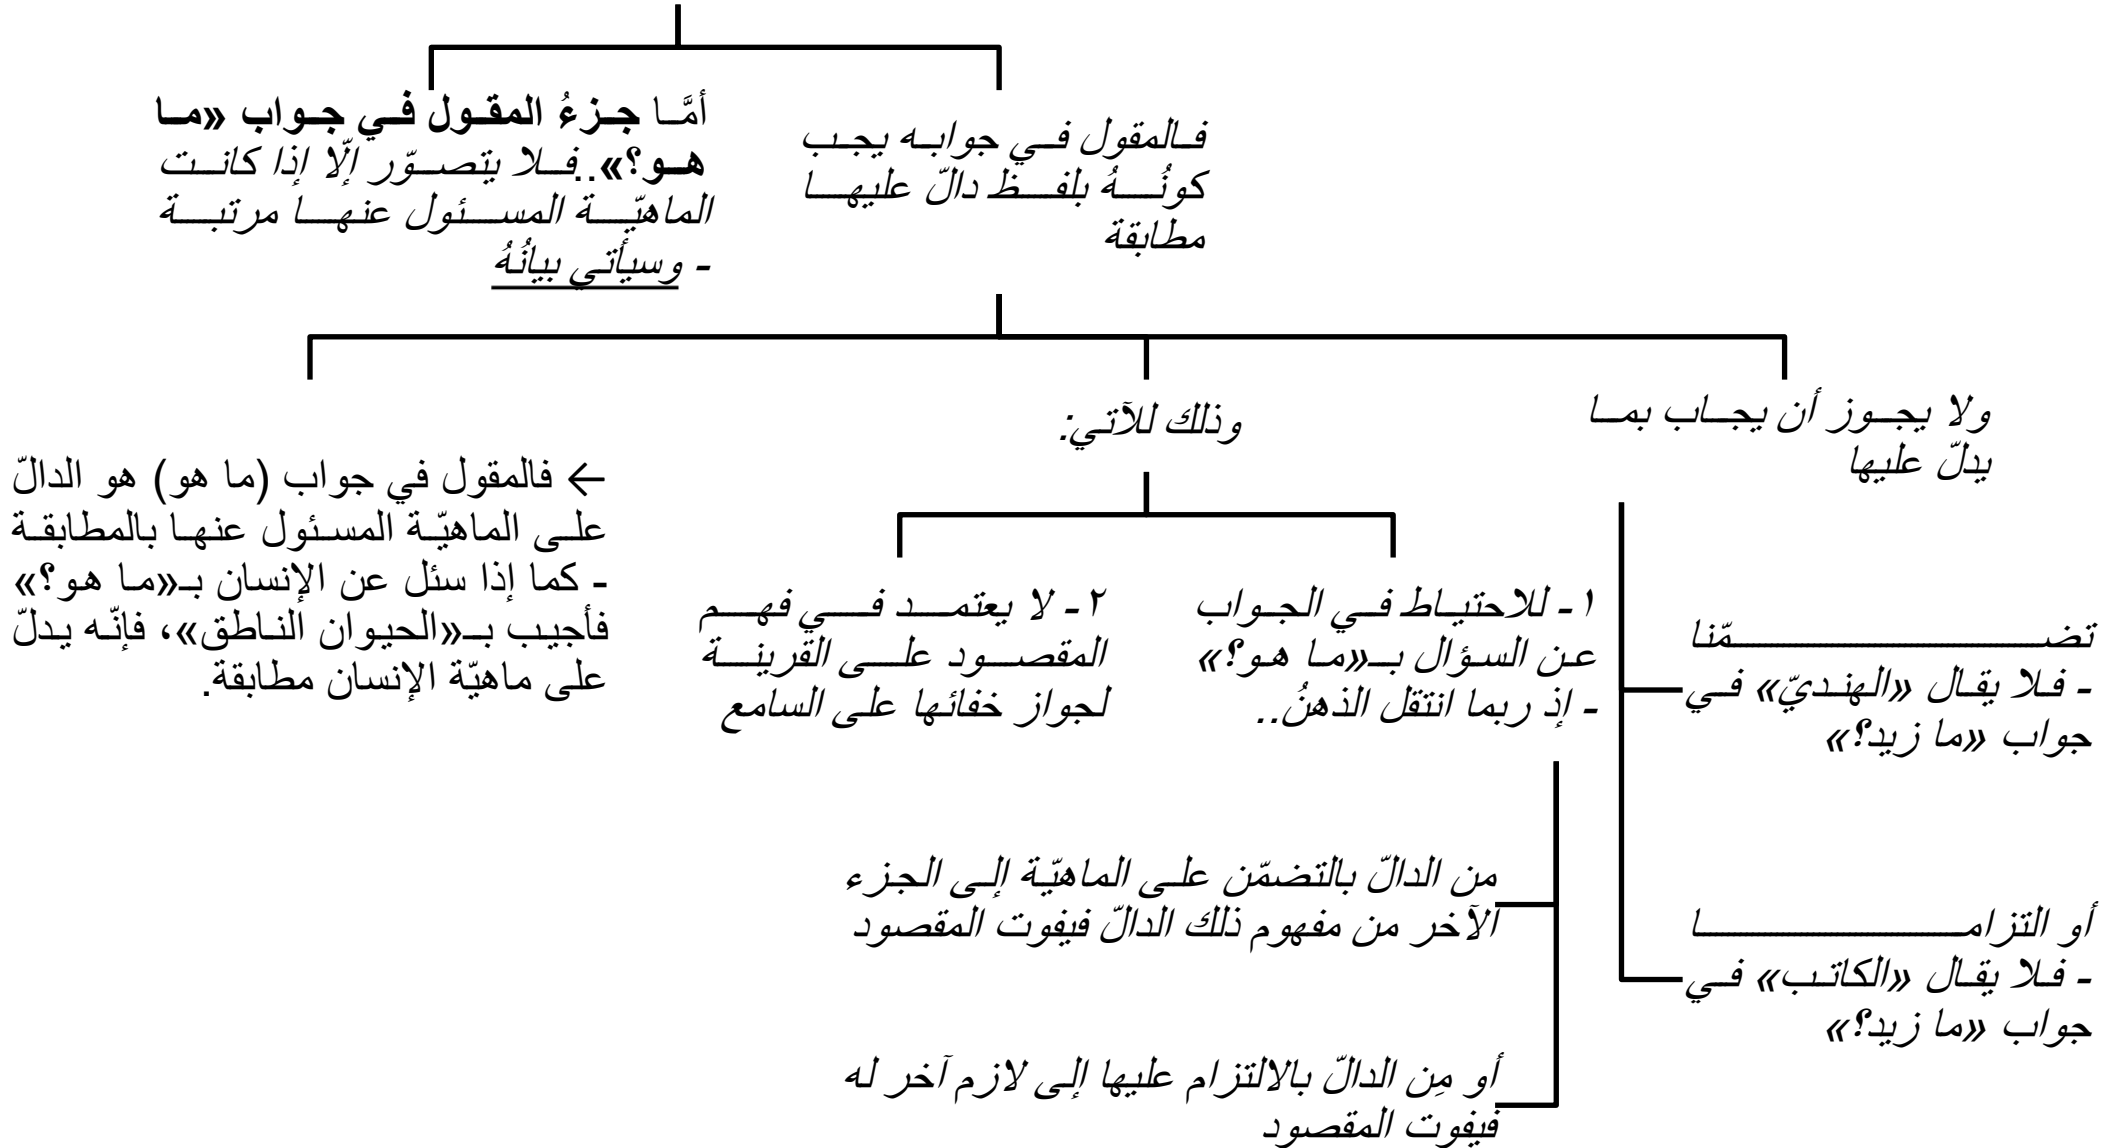 فالمقول في جوابه يجب
كونُهُ بلفظ دالّ عليها
مطابقة
أمَّا جزءُ المقول في جواب «ما
هو؟»..فلا يتصوّر إلّا إذا كانت
الماهيّة المسئول عنها مرتبة
- وسيأتي بيانُهُ
ولا يجوز أن يجاب بما
يدلّ عليها
تضمّنا
- فلا يقال «الهنديّ» في
جواب «ما زيد؟»
أو التزاما
- فلا يقال «الكاتب» في
جواب «ما زيد؟»
وذلك للآتي:
١- للاحتياط في الجواب
عن السؤال بـ«ما هو؟»
- إذ ربما انتقل الذهنُ..
من الدالّ بالتضمّن على الماهيّة إلى الجزء
الآخر من مفهوم ذلك الدالّ فيفوت المقصود
أو مِن الدالّ بالالتزام عليها إلى لازم آخر له
فيفوت المقصود
٢- لا يعتمد في فهم
المقصود على القرينة
لجواز خفائها على السامع
← فالمقول في جواب (ما هو) هو الدالّ
على الماهيّة المسئول عنها بالمطابقة
- كما إذا سئل عن الإنسان بـ«ما هو؟»
فأجيب بـ«الحيوان الناطق»، فإنّه يدلّ
على ماهيّة الإنسان مطابقة.